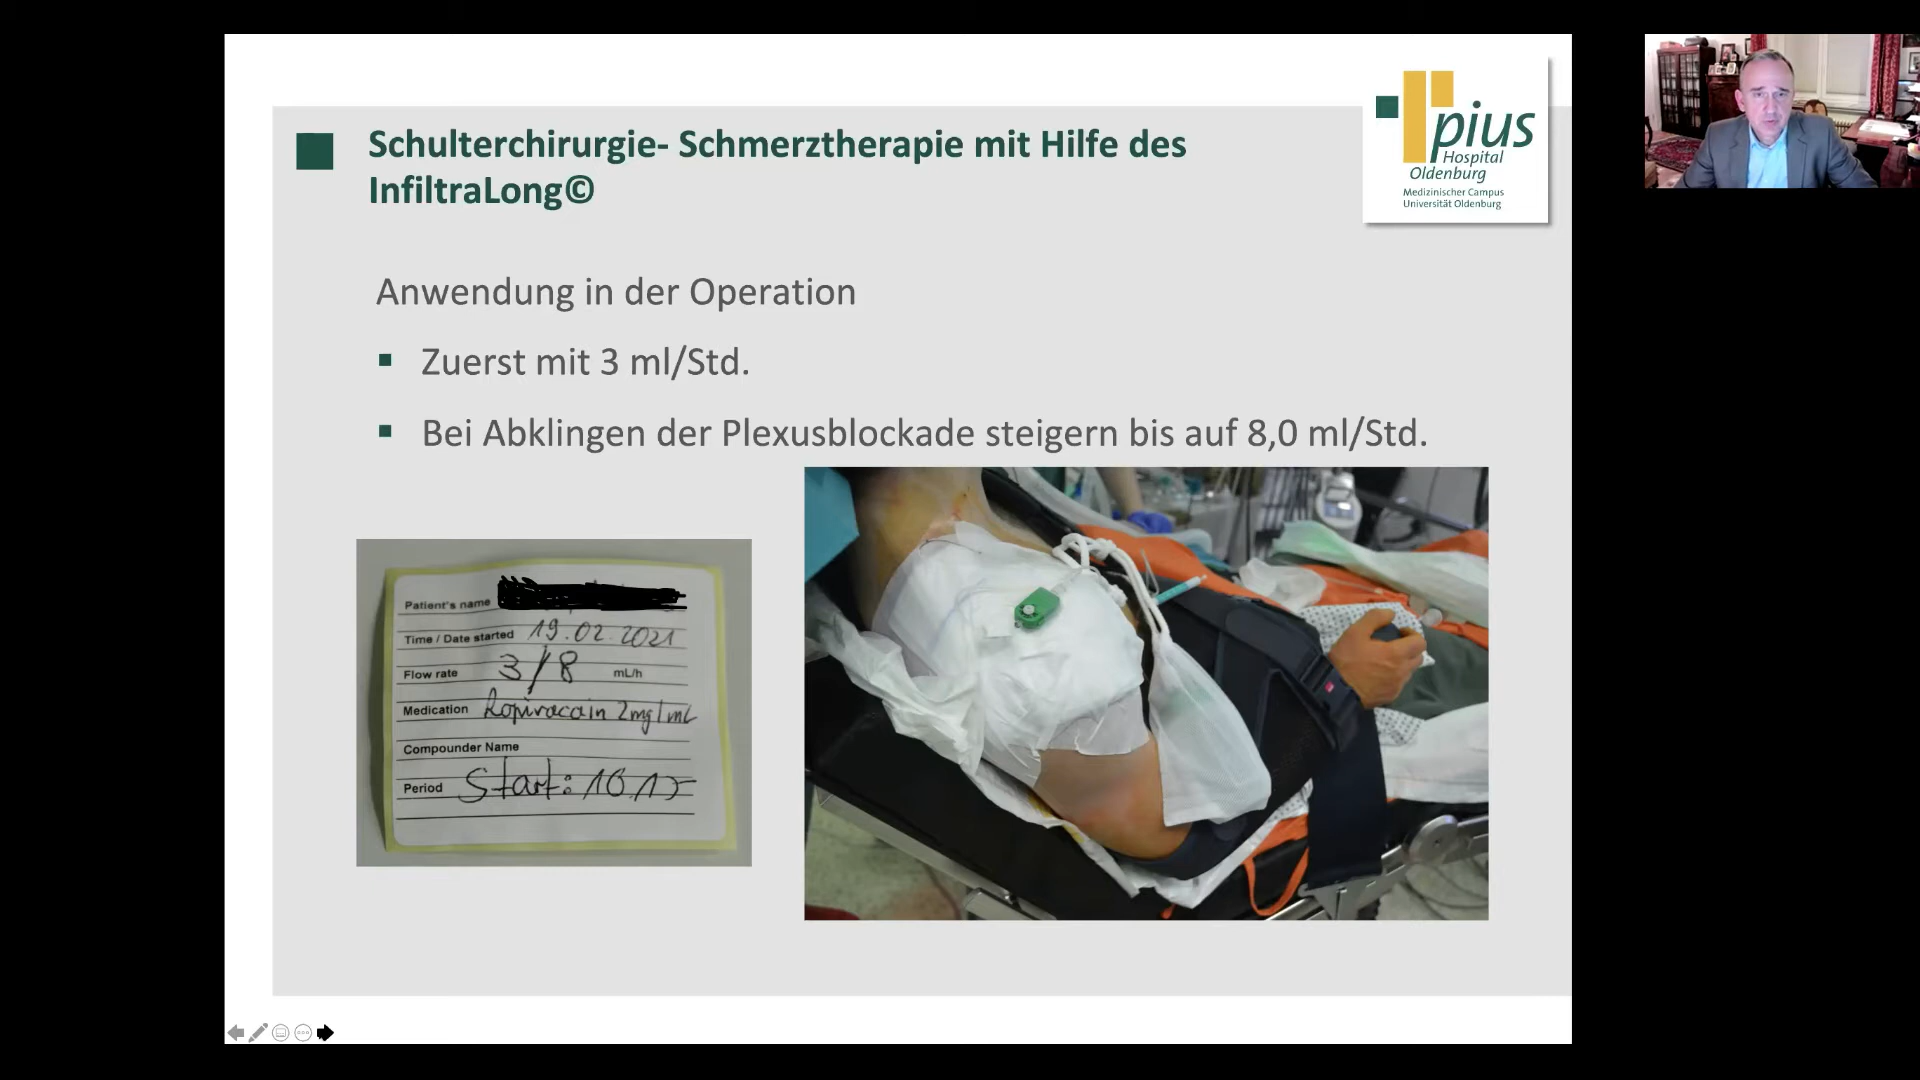 Schulterchirurgie- Schmerztherapie mit Hilfe des
InfiltraLong©
pius
Hospital
Oldenburg
Medizinischer Campus
Universität Oldenburg
Anwendung in der Operation
Zuerst mit 3 ml/Std.
Bei Abklingen der Plexusblockade steigern bis auf 8,0 ml/Std.
Patient's name
Time / Date started 19.02.2021
Flow rate 3/8 mL/h
Medication Ropivacain 2mg/mL
Compounder Name
Period Start: